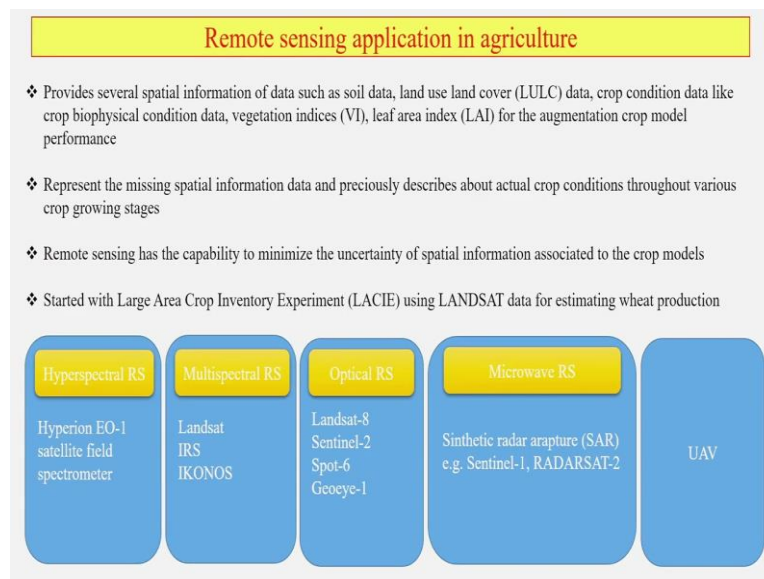 Remote sensing application in agriculture
❖ Provides several spatial information of data such as soil data, land use land cover (LULC) data, crop condition data like
crop biophysical condition data, vegetation indices (VI), leaf area index (LAI) for the augmentation crop model
performance
❖ Represent the missing spatial information data and preciously describes about actual crop conditions throughout various
crop growing stages
❖ Remote sensing has the capability to minimize the uncertainty of spatial information associated to the crop models
❖ Started with Large Area Crop Inventory Experiment (LACIE) using LANDSAT data for estimating wheat production
Hyperspectral RS
Hyperion EO-1
satellite field
spectrometer
Multispectral RS
Landsat
IRS
IKONOS
Optical RS
Landsat-8
Sentinel-2
Spot-6
Geoeye-1
Microwave RS
Sinthetic radar arapture (SAR)
e.g. Sentinel-1, RADARSAT-2
UAV